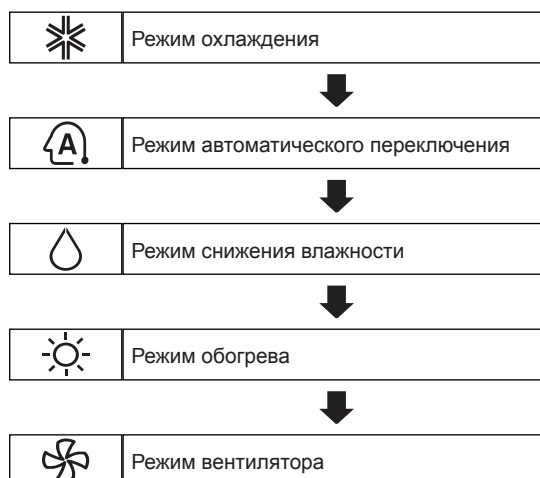 Режим охлаждения
A
Режим автоматического переключения
Режим снижения влажности
Режим обогрева
Режим вентилятора